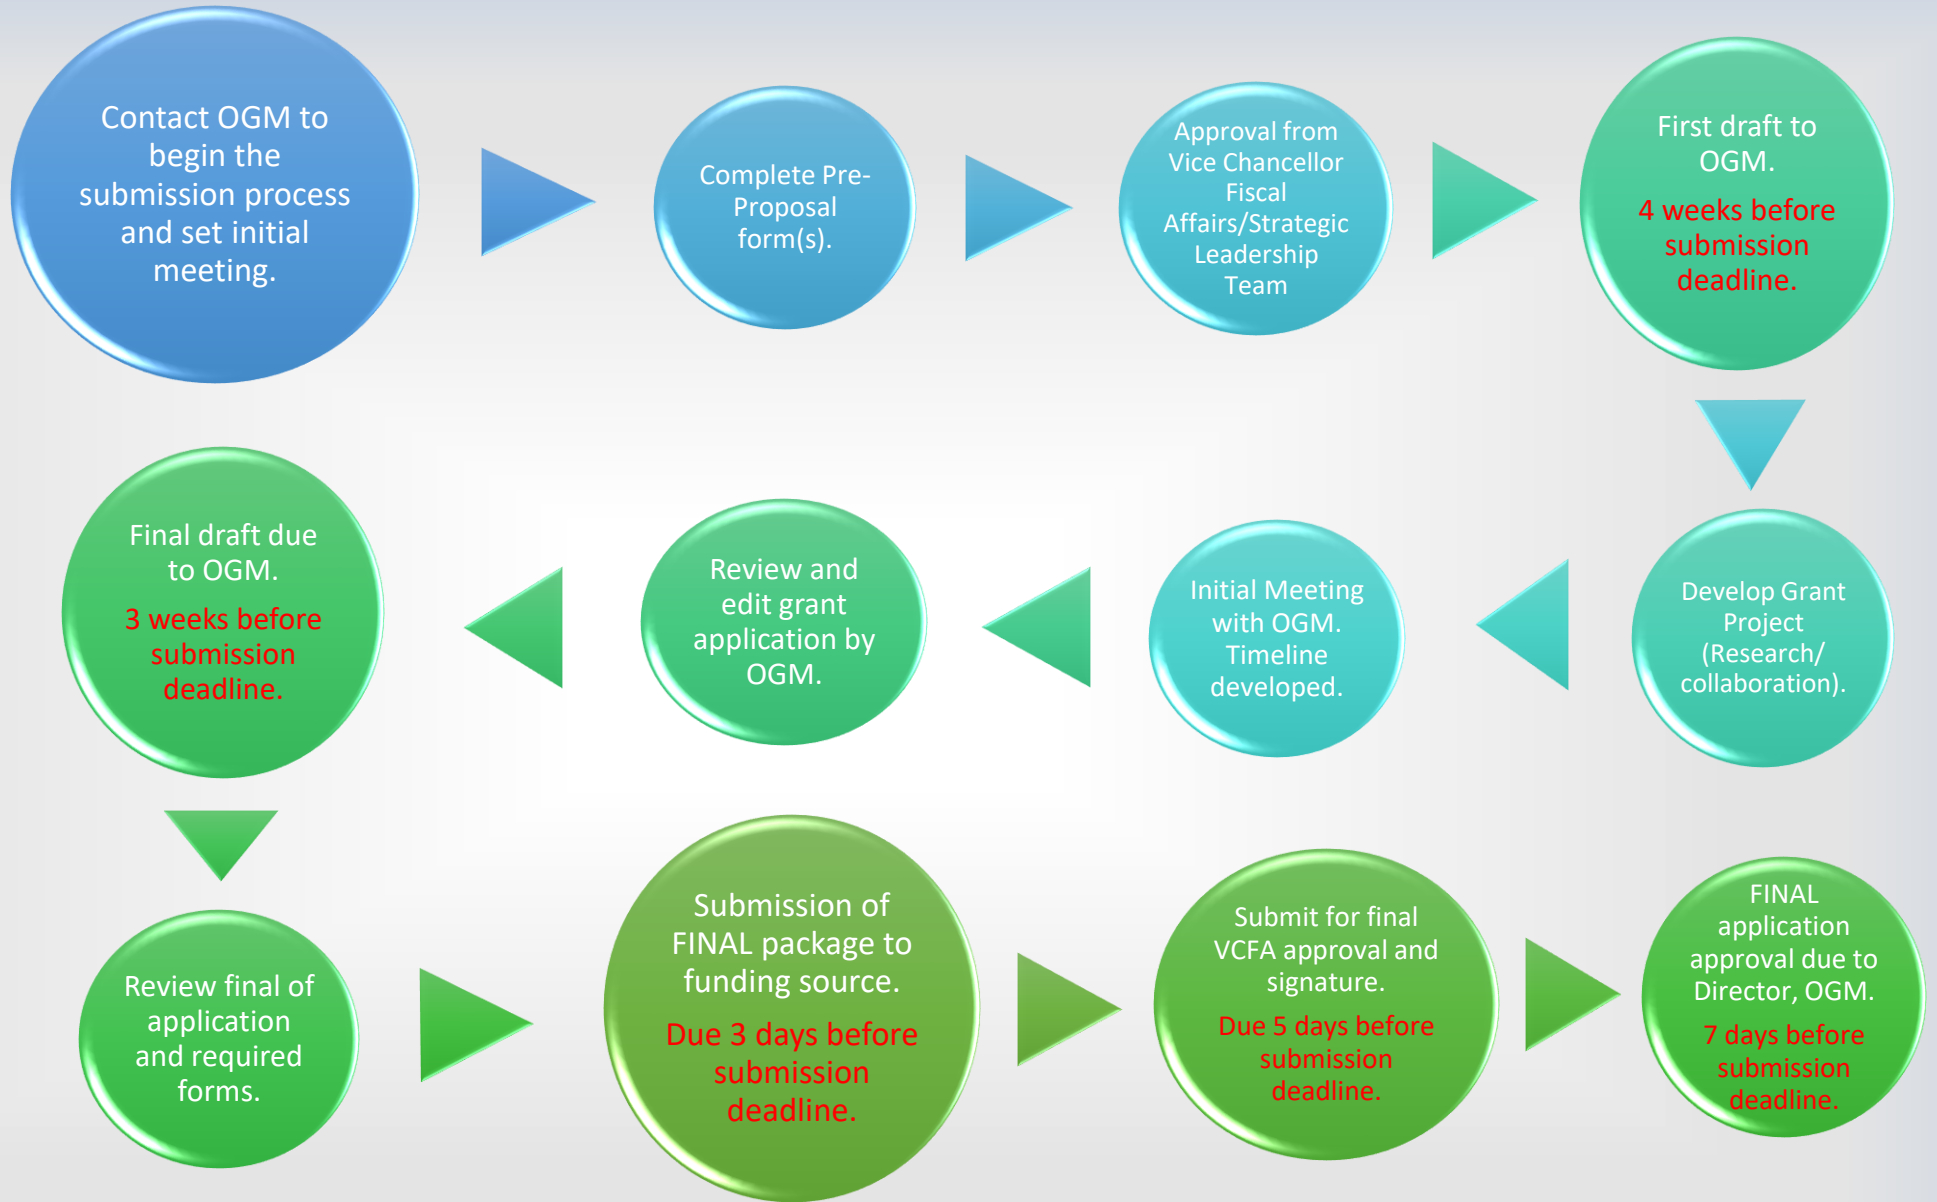 Contact OGM to
begin the
submission process
and set initial
meeting.
Complete Pre-
Proposal
form(s).
Approval from
Vice Chancellor
Fiscal
Affairs/Strategic
Leadership
Team
First draft to
OGM.
4 weeks before
submission
deadline.
Develop Grant
Project
(Research/
collaboration).
Initial Meeting
with OGM.
Timeline
developed.
Review and
edit grant
application by
OGM.
Final draft due
to OGM.
3 weeks before
submission
deadline.
Review final of
application
and required
forms.
Submission of
FINAL package to
funding source.
Due 3 days before
submission
deadline.
Submit for final
VCFA approval and
signature.
Due 5 days before
submission
deadline.
FINAL
application
approval due to
Director, OGM.
7 days before
submission
deadline.